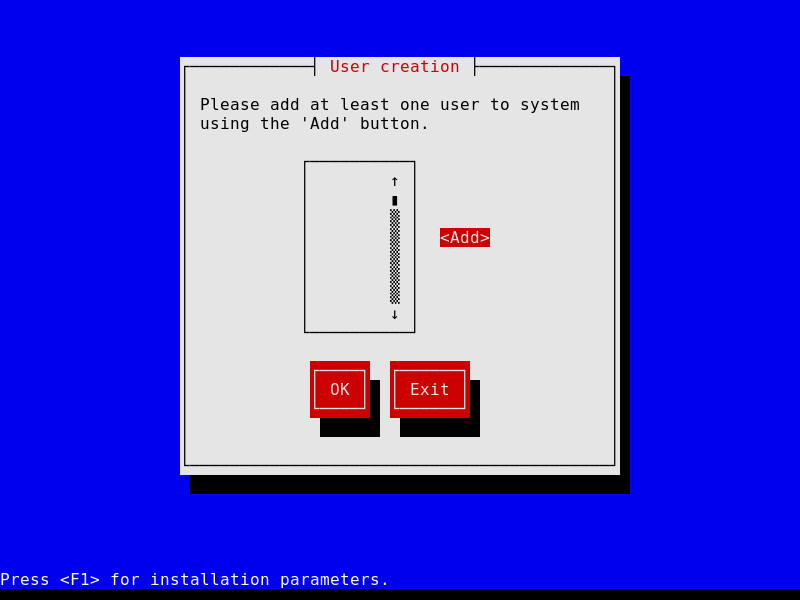 User creation
Please add at least one user to system
using the 'Add' button.
<Add>
OK
Exit
Press <F1> for installation parameters.